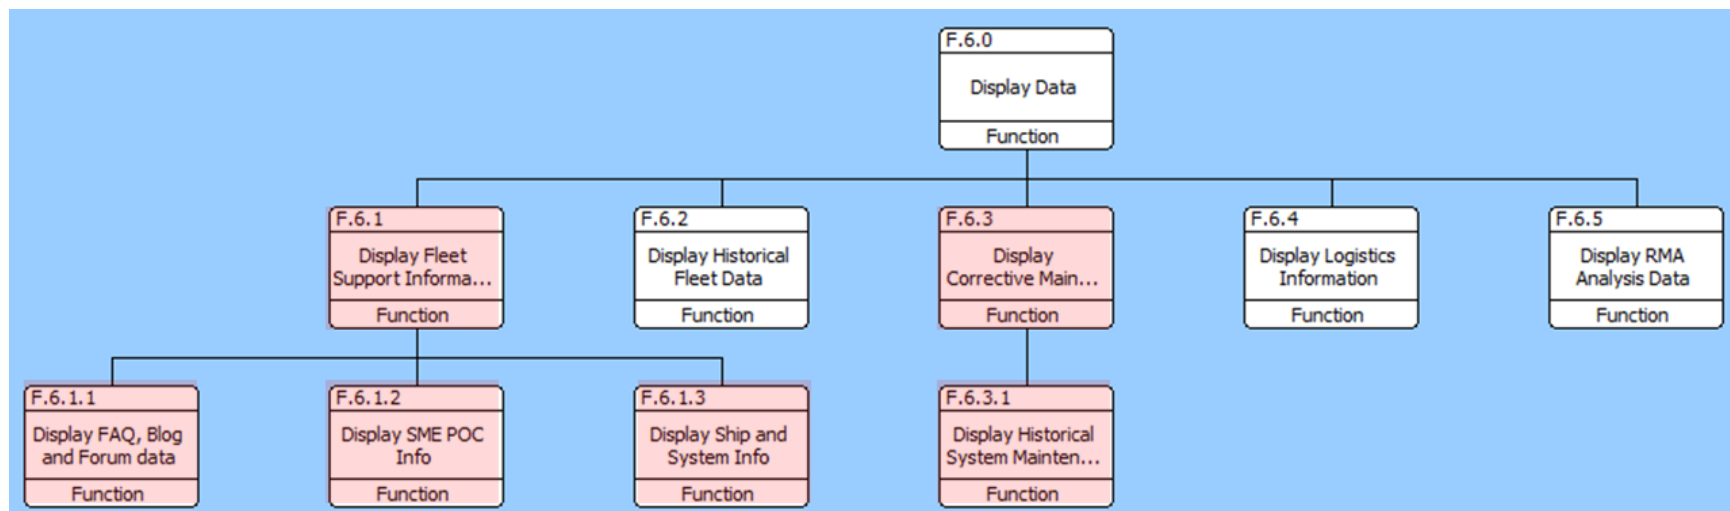 F.6.0
Display Data
Function
F.6.1
Display Fleet
Support Informa...
Function
F.6.2
Display Historical
Fleet Data
Function
F.6.3
Display
Corrective Main...
Function
F.6.4
Display Logistics
Information
Function
F.6.5
Display RMA
Analysis Data
Function
F.6.1.1
Display FAQ, Blog
and Forum data
Function
F.6.1.2
Display SME POC
Info
Function
F.6.1.3
Display Ship and
System Info
Function
F.6.3.1
Display Historical
System Mainten...
Function